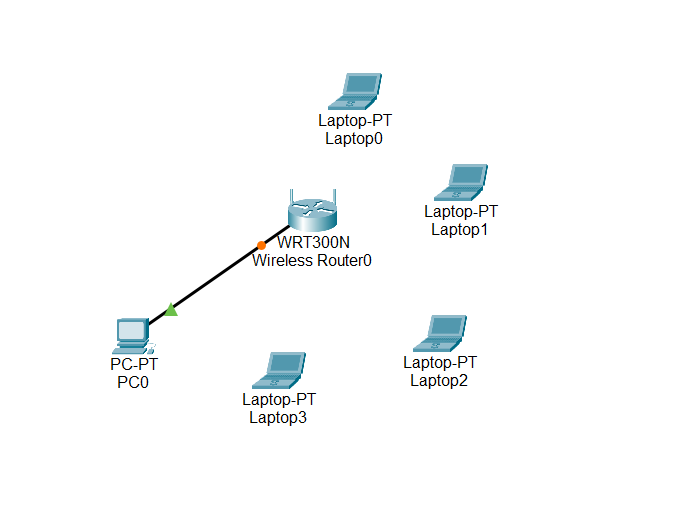 Laptop-PT
Laptop0
Laptop-PT
Laptop1
WRT300N
Wireless Router0
PC-PT
PC0
Laptop-PT
Laptop2
Laptop-PT
Laptop3